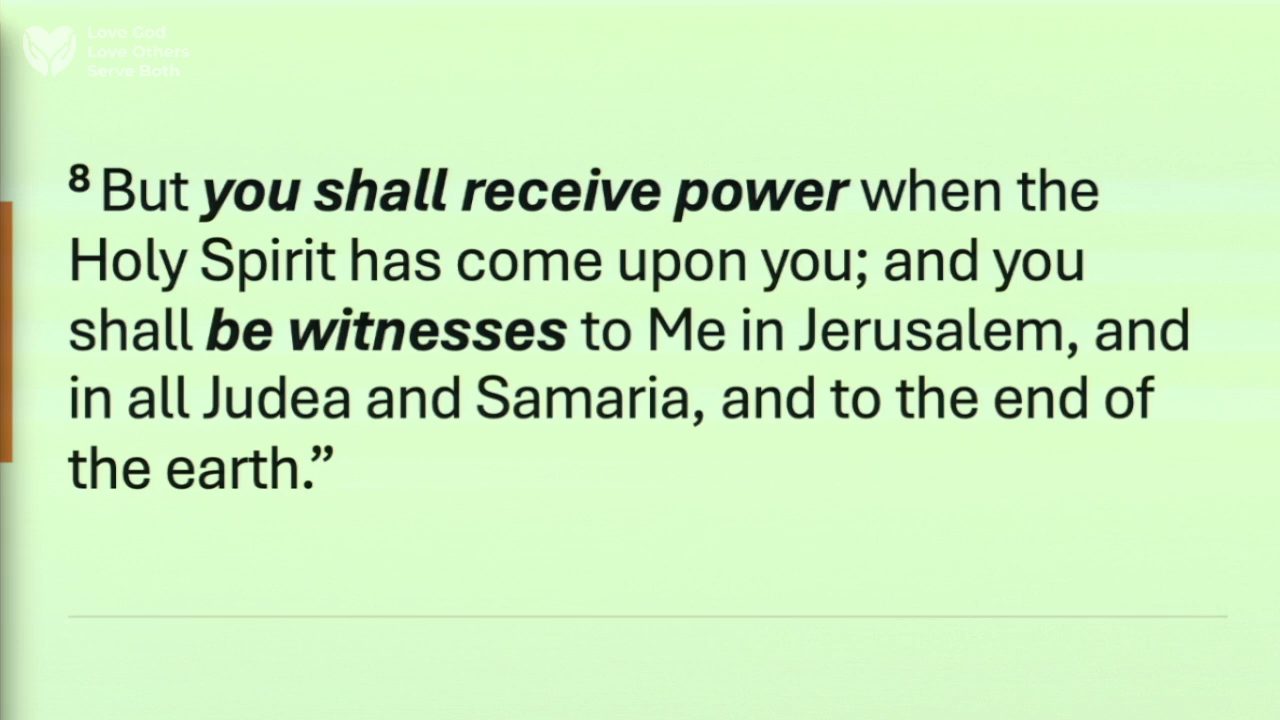 Love God
Love Others
Serve Both
8 But you shall receive power when the
Holy Spirit has come upon you; and you
shall be witnesses to Me in Jerusalem, and
in all Judea and Samaria, and to the end of
the earth.”